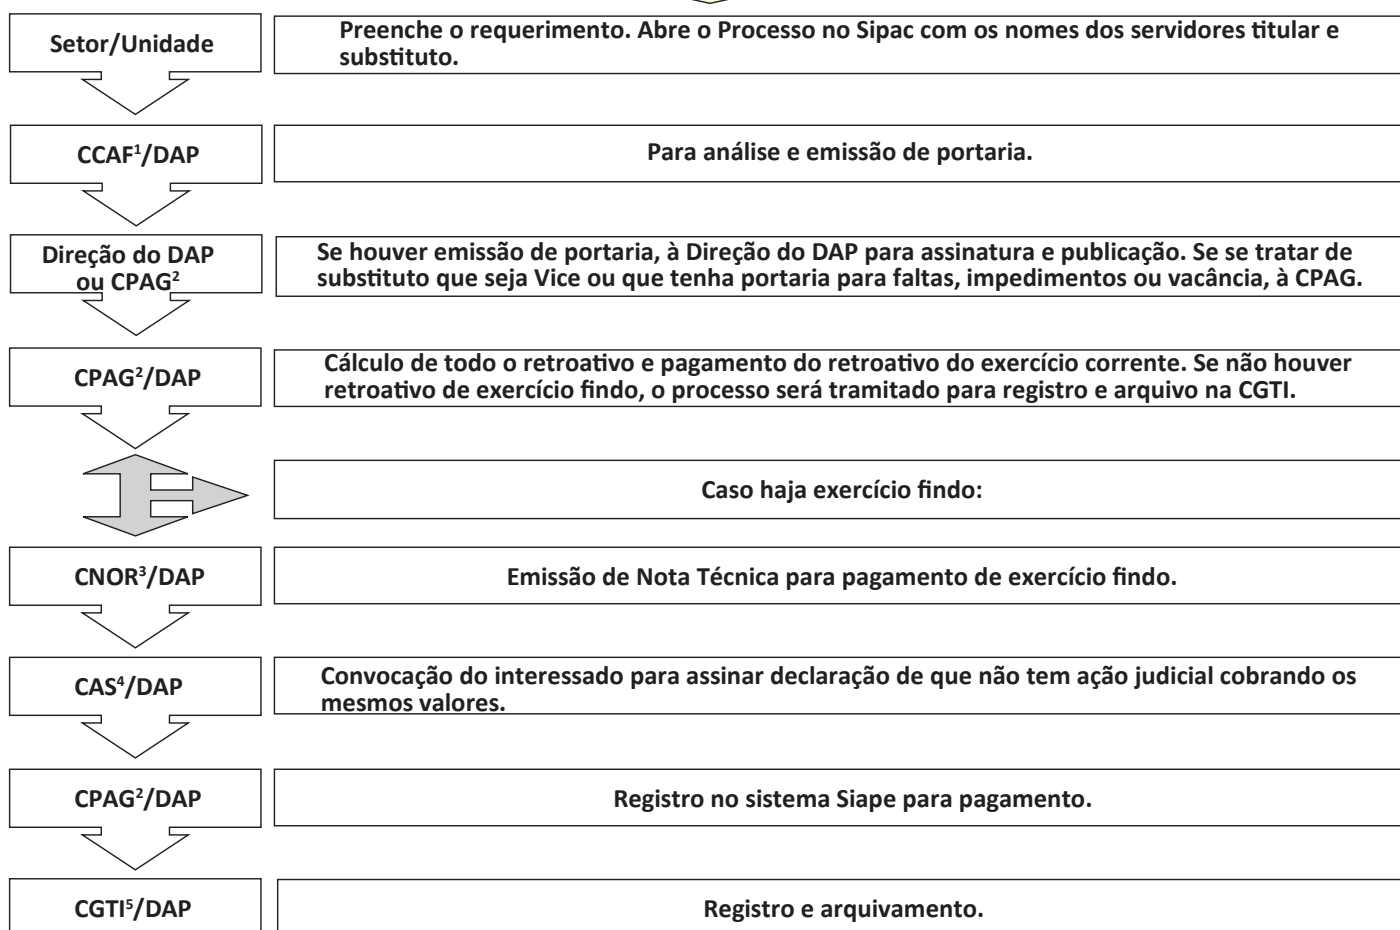 Setor/Unidade
Preenche o requerimento. Abre o Processo no Sipac com os nomes dos servidores titular e
substituto.
CCAF¹/DAP
Para análise e emissão de portaria.
Direção do DAP
ou CPAG²
Se houver emissão de portaria, à Direção do DAP para assinatura e publicação. Se se tratar de
substituto que seja Vice ou que tenha portaria para faltas, impedimentos ou vacância, à CPAG.
CPAG²/DAP
Cálculo de todo o retroativo e pagamento do retroativo do exercício corrente. Se não houver
retroativo de exercício findo, o processo será tramitado para registro e arquivo na CGTI.
Caso haja exercício findo:
CNOR³/DAP
Emissão de Nota Técnica para pagamento de exercício findo.
CAS⁴/DAP
Convocação do interessado para assinar declaração de que não tem ação judicial cobrando os
mesmos valores.
CPAG²/DAP
Registro no sistema Siape para pagamento.
CGTI⁵/DAP
Registro e arquivamento.